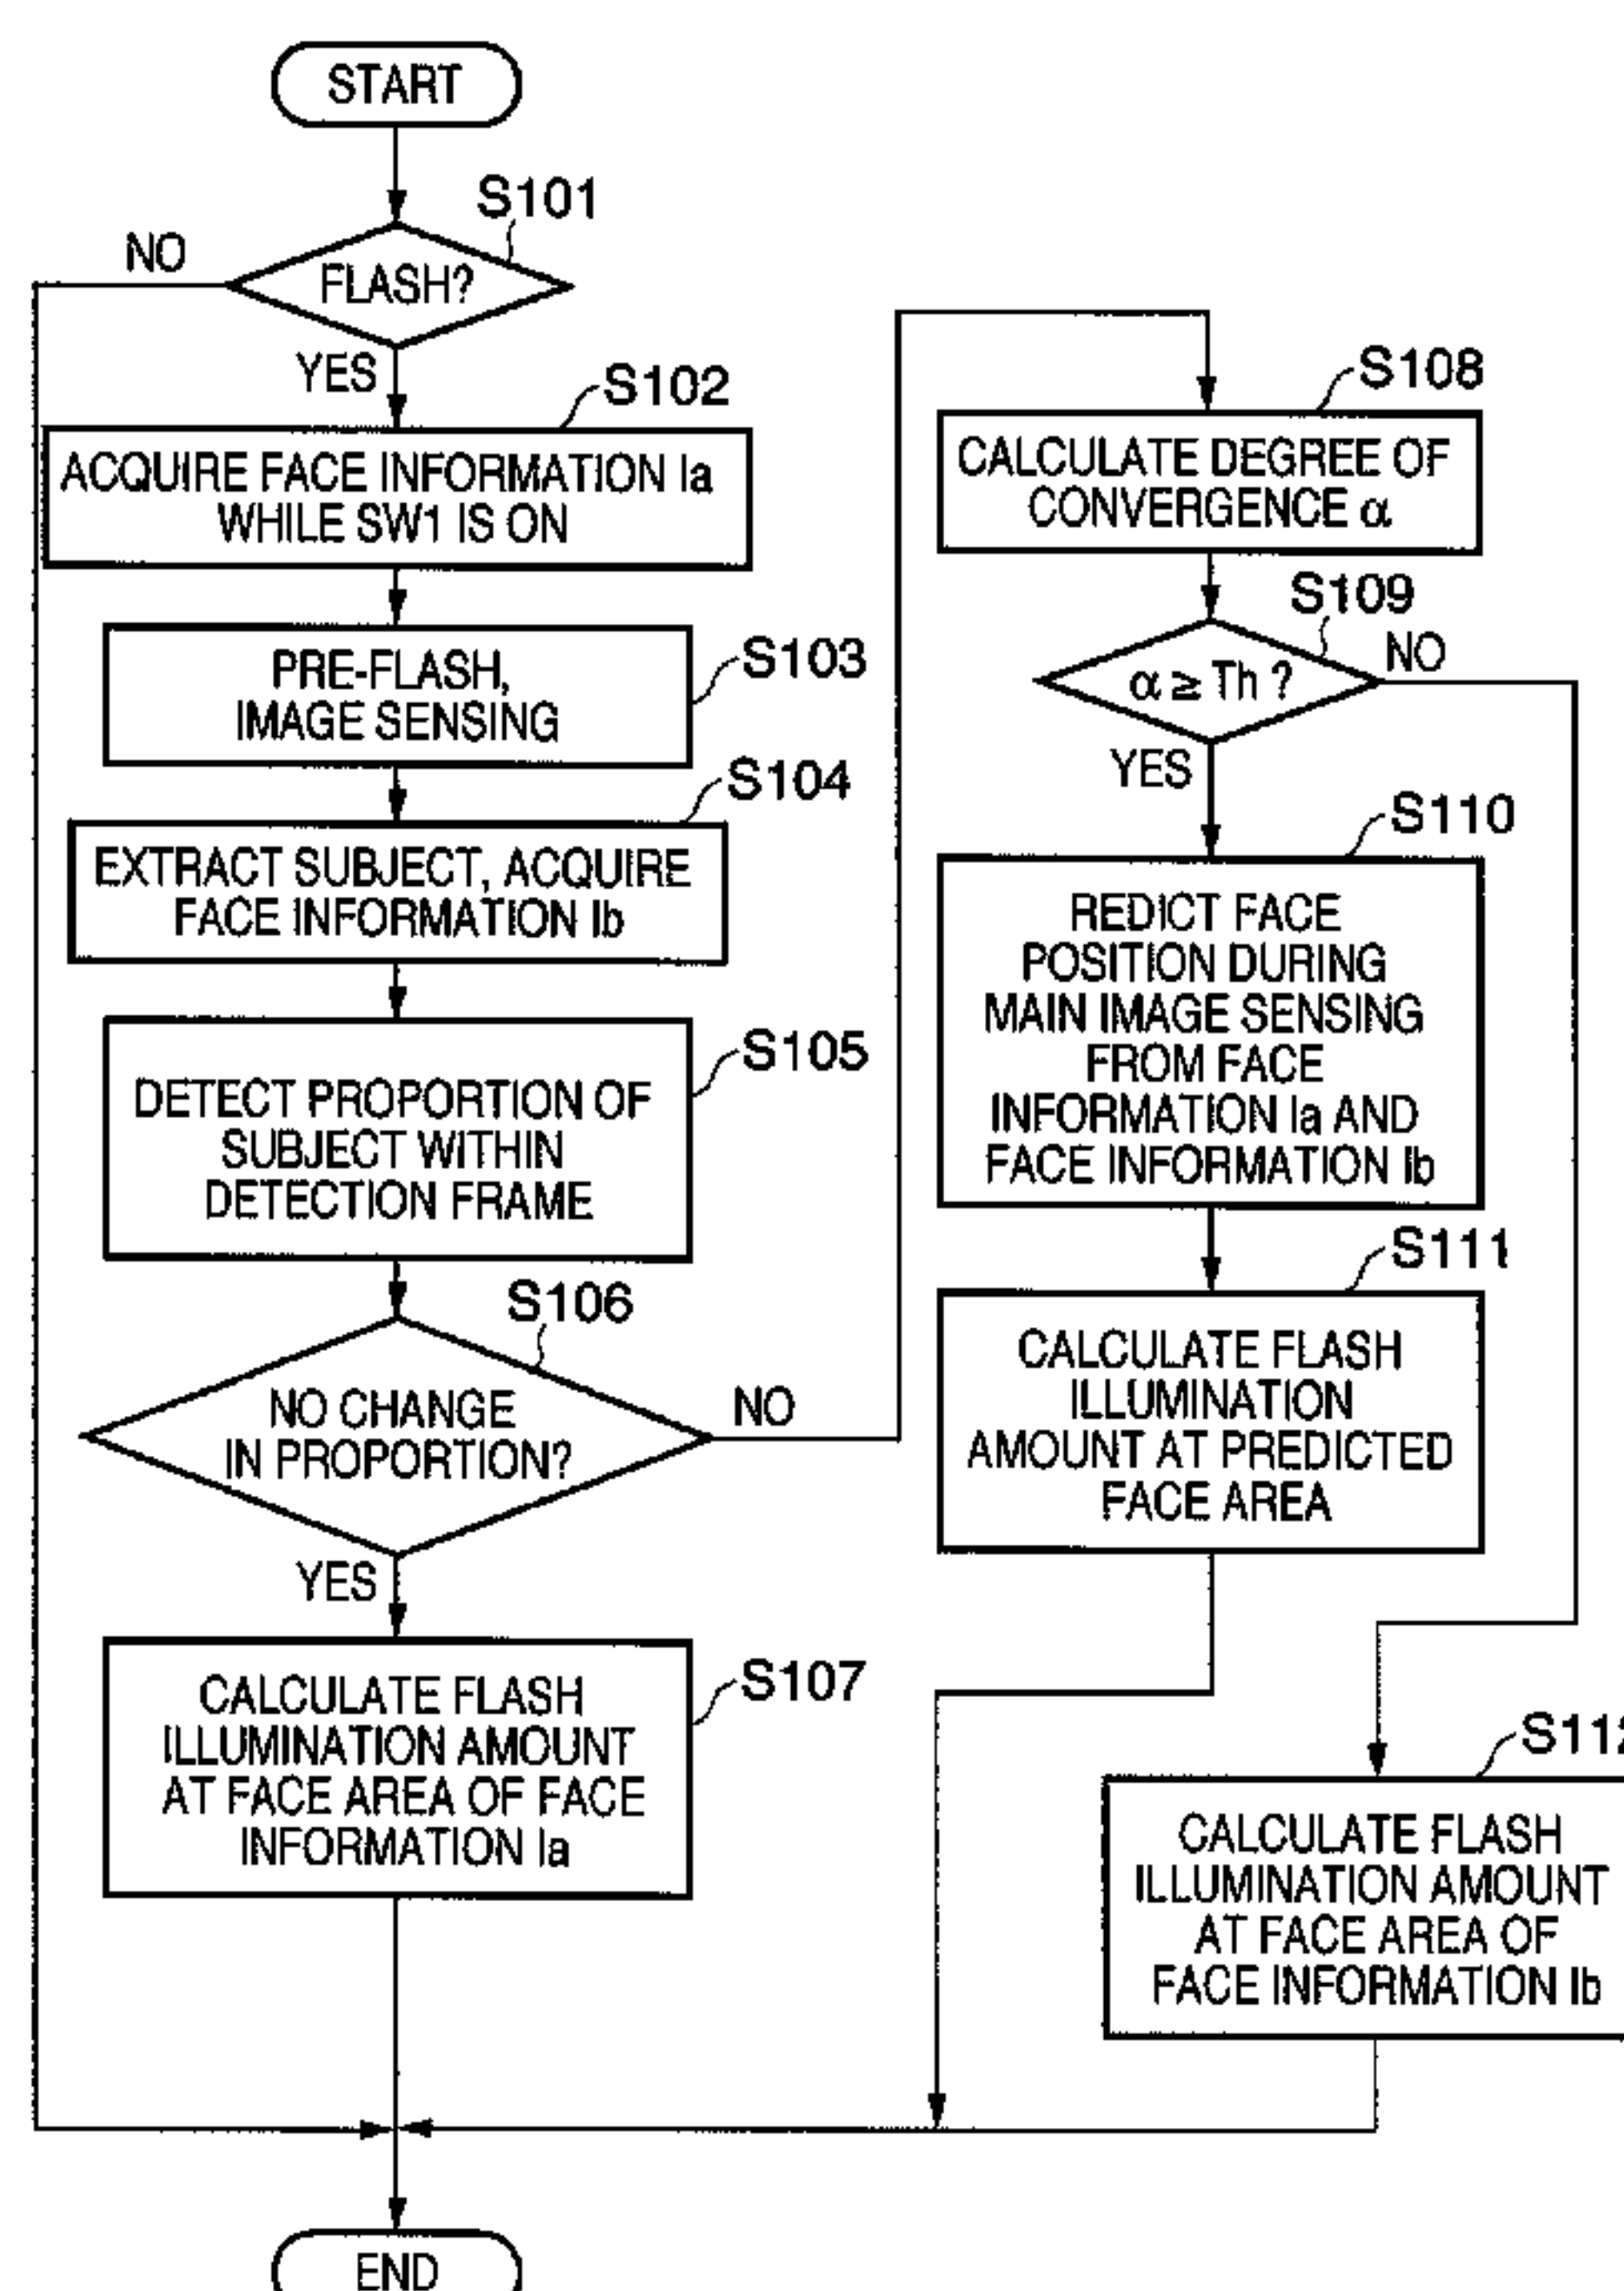 START
S101
NO
FLASH?
YES
S102
ACQUIRE FACE INFORMATION Ia
WHILE SW1 IS ON
S103
PRE-FLASH,
IMAGE SENSING
S104
EXTRACT SUBJECT, ACQUIRE
FACE INFORMATION Ib
S105
DETECT PROPORTION OF
SUBJECT WITHIN
DETECTION FRAME
S106
NO CHANGE
IN PROPORTION?
NO
YES
S107
CALCULATE FLASH
ILLUMINATION AMOUNT
AT FACE AREA OF FACE
INFORMATION Ia
END
S108
CALCULATE DEGREE OF
CONVERGENCE α
S109
α ≥ Th ?
NO
YES
S110
REDICT FACE
POSITION DURING
MAIN IMAGE SENSING
FROM FACE
INFORMATION Ia AND
FACE INFORMATION Ib
S111
CALCULATE FLASH
ILLUMINATION
AMOUNT AT PREDICTED
FACE AREA
S112
CALCULATE FLASH
ILLUMINATION AMOUNT
AT FACE AREA OF
FACE INFORMATION Ib